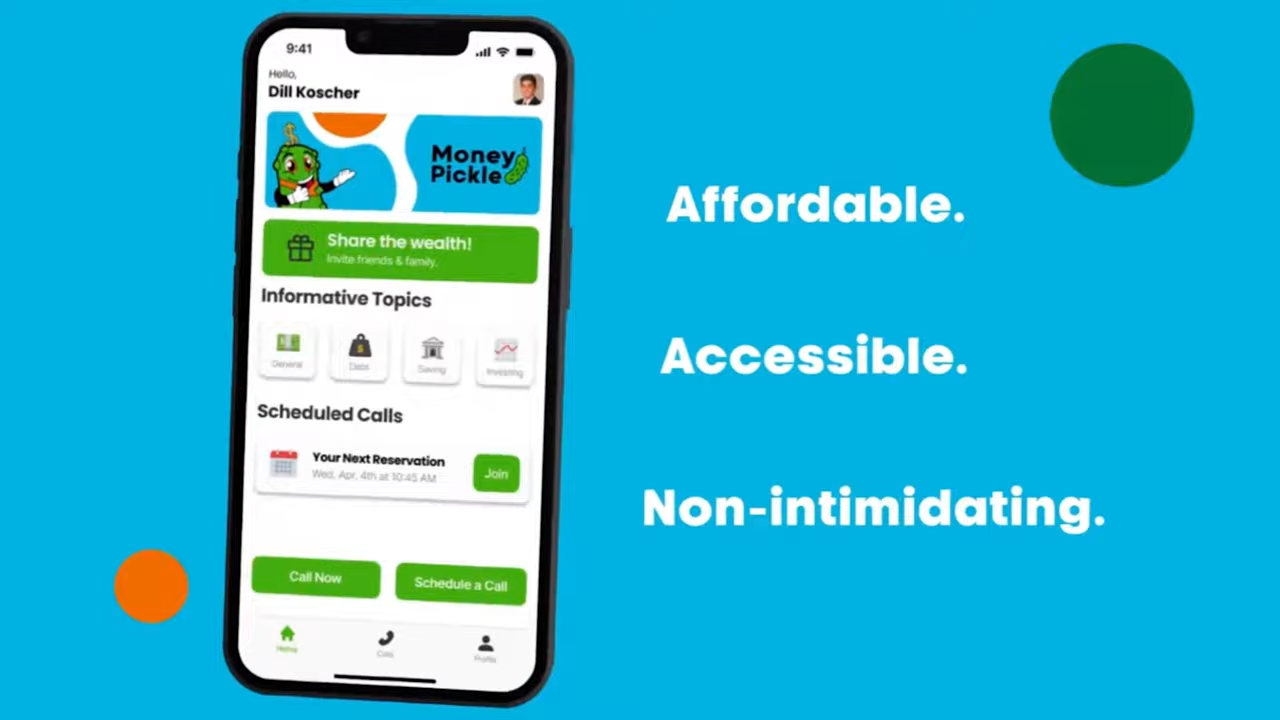 9:41
Hello,
Dill Koscher
Money
Pickle
Share the wealth!
Invite friends & family.
Informative Topics
General
Debt
Saving
Investing
Scheduled Calls
Your Next Reservation
Wed, Apr, 4th at 10:45 AM
Join
Call Now
Schedule a Call
Home
Calls
Profile
Affordable.
Accessible.
Non-intimidating.